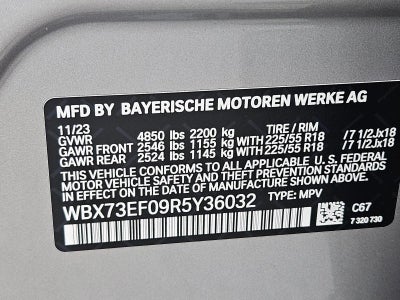 MFD BY BAYERISCHE MOTOREN WERKE AG
11/23 TIRE / RIM
GVWR 4850 lbs 2200 kg
GAWR FRONT 2546 lbs 1155 kg WITH 225/55 R18 /7 1/2Jx18
GAWR REAR 2524 lbs 1145 kg WITH 225/55 R18 /7 1/2Jx18
THIS VEHICLE CONFORMS TO ALL APPLICABLE FEDERAL
MOTOR VEHICLE SAFETY AND THEFT PREVENTION STANDARDS
IN EFFECT ON THE DATE OF MANUFACTURE SHOWN ABOVE.
WBX73EF09R5Y36032 TYPE: MPV
C67
7 320 730